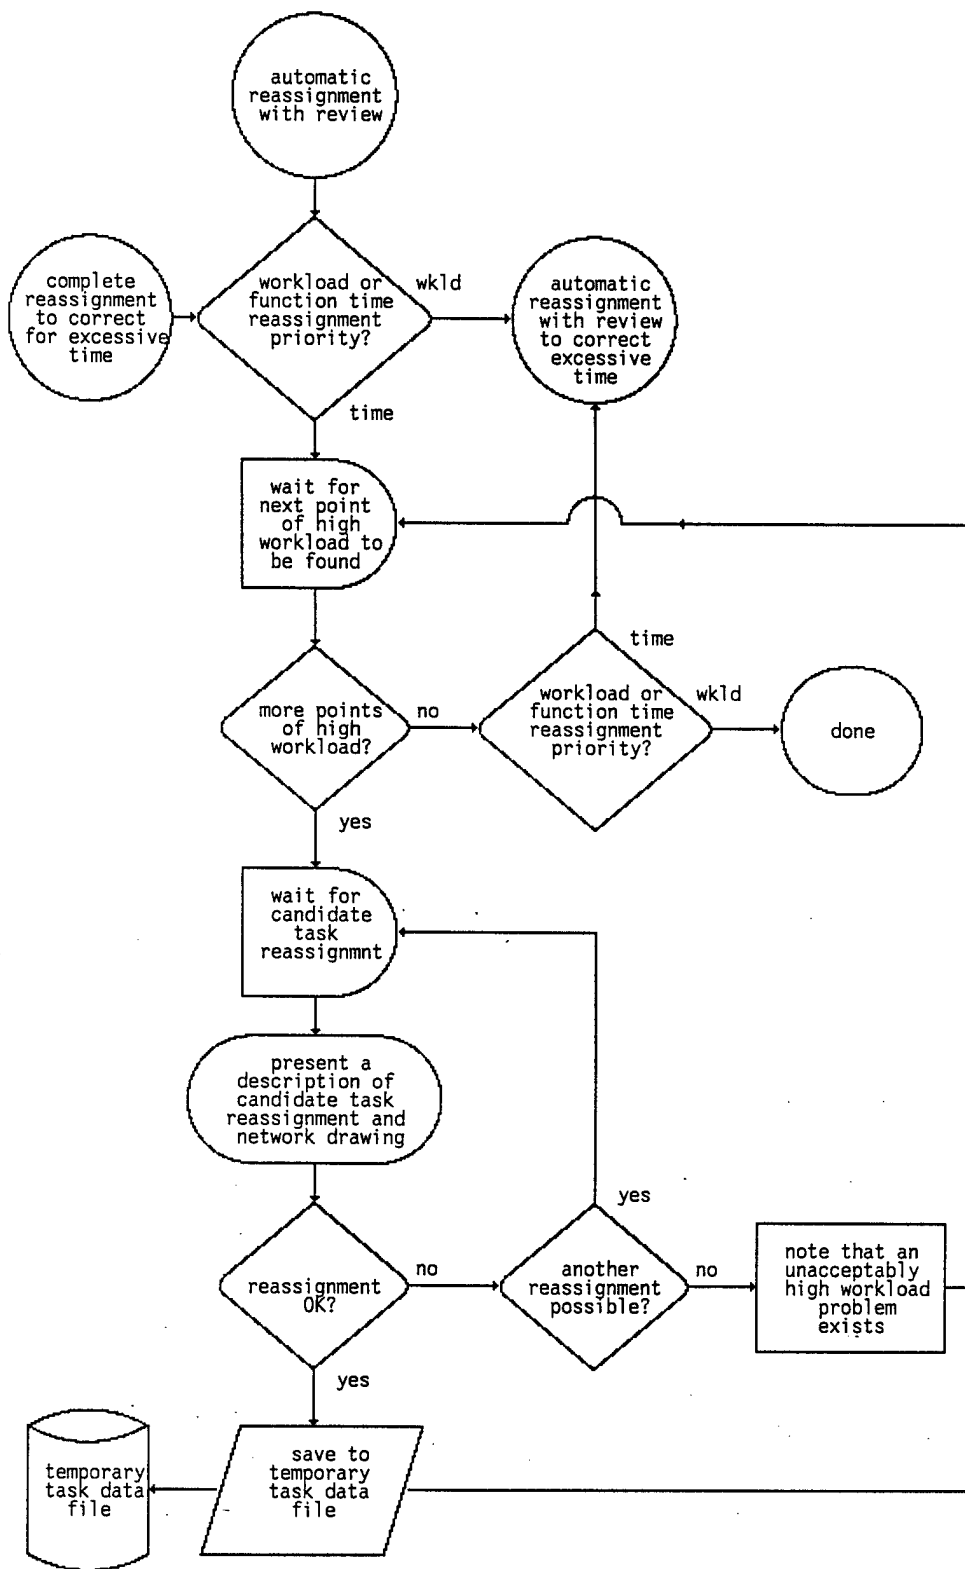 automatic
reassignment
with review
complete
reassignment
to correct
for excessive
time
workload or
function time
reassignment
priority?
wkld
automatic
reassignment
with review
to correct
excessive
time
time
wait for
next point
of high
workload to
be found
more points
of high
workload?
no
time
workload or
function time
reassignment
priority?
wkld
done
yes
wait for
candidate
task
reassignmnt
present a
description of
candidate task
reassignment and
network drawing
reassignment
OK?
no
yes
another
reassignment
possible?
no
note that an
unacceptably
high workload
problem
exists
yes
temporary
task data
file
save to
temporary
task data
file